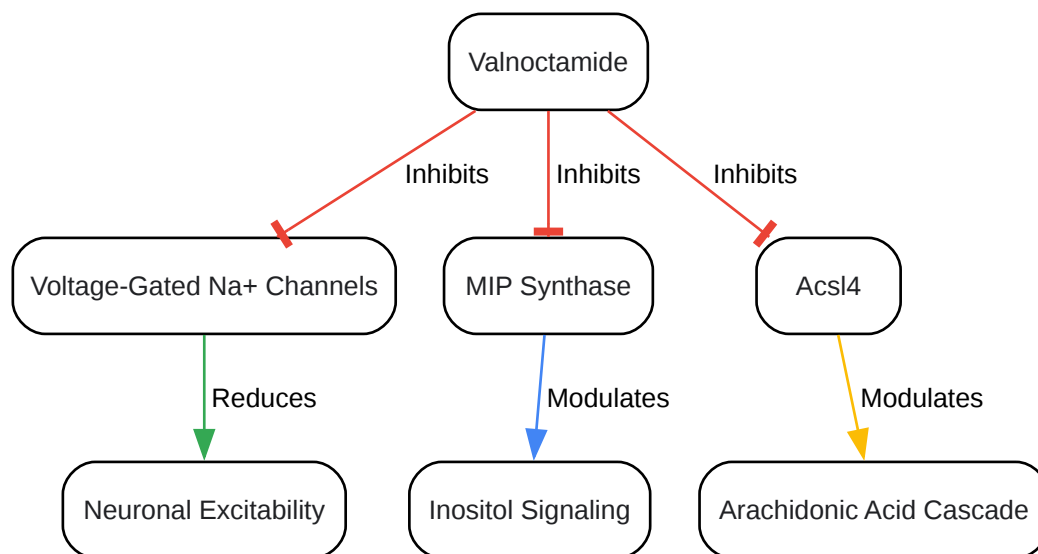 Valnoctamide
Inhibits
Inhibits
Inhibits
Voltage-Gated Na+ Channels
MIP Synthase
Acsl4
Reduces
Modulates
Modulates
Neuronal Excitability
Inositol Signaling
Arachidonic Acid Cascade